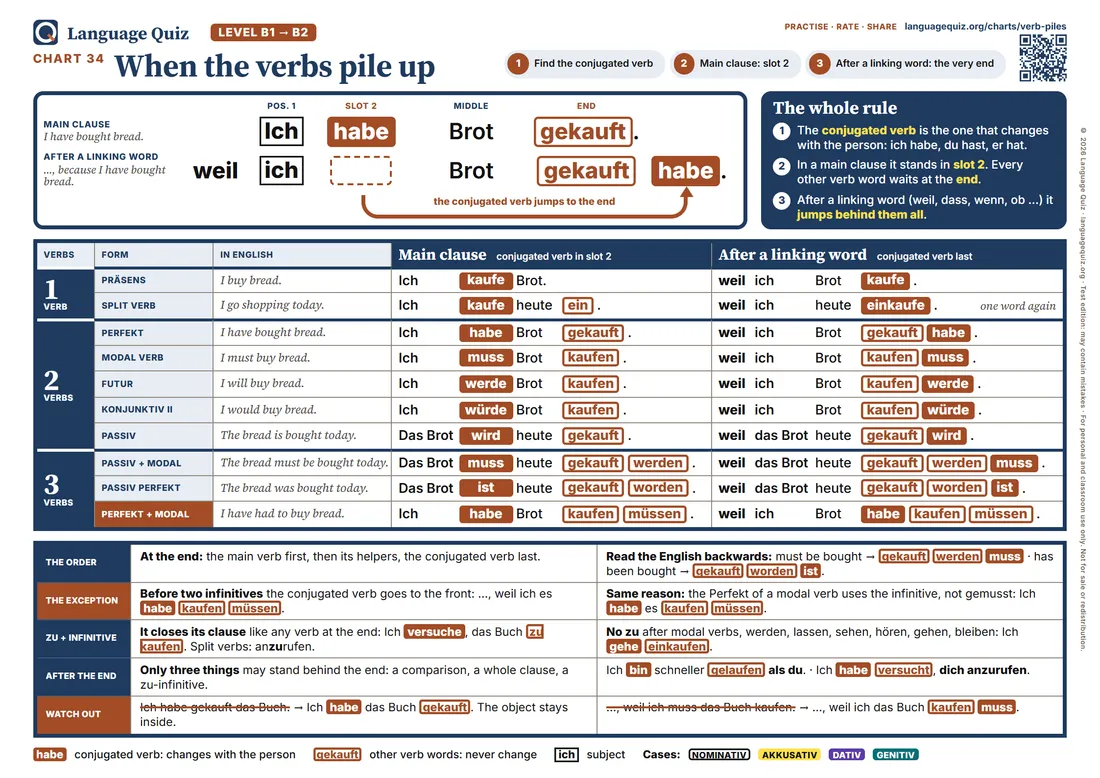 Language Quiz
LEVEL B1 → B2
PRACTISE · RATE · SHARE languagequiz.org/charts/verb-piles
CHART 34 When the verbs pile up
1 Find the conjugated verb
2 Main clause: slot 2
3 After a linking word: the very end
POS. 1 SLOT 2 MIDDLE END
MAIN CLAUSE
I have bought bread.
Ich habe Brot gekauft.
AFTER A LINKING WORD
..., because I have bought
bread.
weil ich Brot gekauft habe.
the conjugated verb jumps to the end
The whole rule
1 The conjugated verb is the one that changes
with the person: ich habe, du hast, er hat.
2 In a main clause it stands in slot 2. Every
other verb word waits at the end.
3 After a linking word (weil, dass, wenn, ob ...) it
jumps behind them all.
VERBS FORM IN ENGLISH Main clause conjugated verb in slot 2 After a linking word conjugated verb last
1 VERB
PRÄSENS I buy bread. Ich kaufe Brot. weil ich Brot kaufe .
SPLIT VERB I go shopping today. Ich kaufe heute ein . weil ich heute einkaufe . one word again
2 VERBS
PERFEKT I have bought bread. Ich habe Brot gekauft . weil ich Brot gekauft habe .
MODAL VERB I must buy bread. Ich muss Brot kaufen . weil ich Brot kaufen muss .
FUTUR I will buy bread. Ich werde Brot kaufen . weil ich Brot kaufen werde .
KONJUNKTIV II I would buy bread. Ich würde Brot kaufen . weil ich Brot kaufen würde .
PASSIV The bread is bought today. Das Brot wird heute gekauft . weil das Brot heute gekauft wird .
3 VERBS
PASSIV + MODAL The bread must be bought today. Das Brot muss heute gekauft werden . weil das Brot heute gekauft werden muss .
PASSIV PERFEKT The bread was bought today. Das Brot ist heute gekauft worden . weil das Brot heute gekauft worden ist .
PERFEKT + MODAL I have had to buy bread. Ich habe Brot kaufen müssen . weil ich Brot habe kaufen müssen .
THE ORDER
At the end: the main verb first, then its helpers, the conjugated verb last.
Read the English backwards: must be bought → gekauft werden muss · has
been bought → gekauft worden ist.
THE EXCEPTION
Before two infinitives the conjugated verb goes to the front: ..., weil ich es
habe kaufen müssen.
Same reason: the Perfekt of a modal verb uses the infinitive, not gemusst: Ich
habe es kaufen müssen.
ZU + INFINITIVE
It closes its clause like any verb at the end: Ich versuche, das Buch zu
kaufen. Split verbs: anzurufen.
No zu after modal verbs, werden, lassen, sehen, hören, gehen, bleiben: Ich
gehe einkaufen.
AFTER THE END
Only three things may stand behind the end: a comparison, a whole clause, a
zu-infinitive.
Ich bin schneller gelaufen als du. · Ich habe versucht, dich anzurufen.
WATCH OUT
Ich habe gekauft das Buch. → Ich habe das Buch gekauft. The object stays
inside.
..., weil ich muss das Buch kaufen. → ..., weil ich das Buch kaufen muss.
habe conjugated verb: changes with the person
gekauft other verb words: never change
ich subject
Cases: NOMINATIV AKKUSATIV DATIV GENITIV
© 2026 Language Quiz · languagequiz.org · Test edition: may contain mistakes · For personal and classroom use only. Not for sale or redistribution.